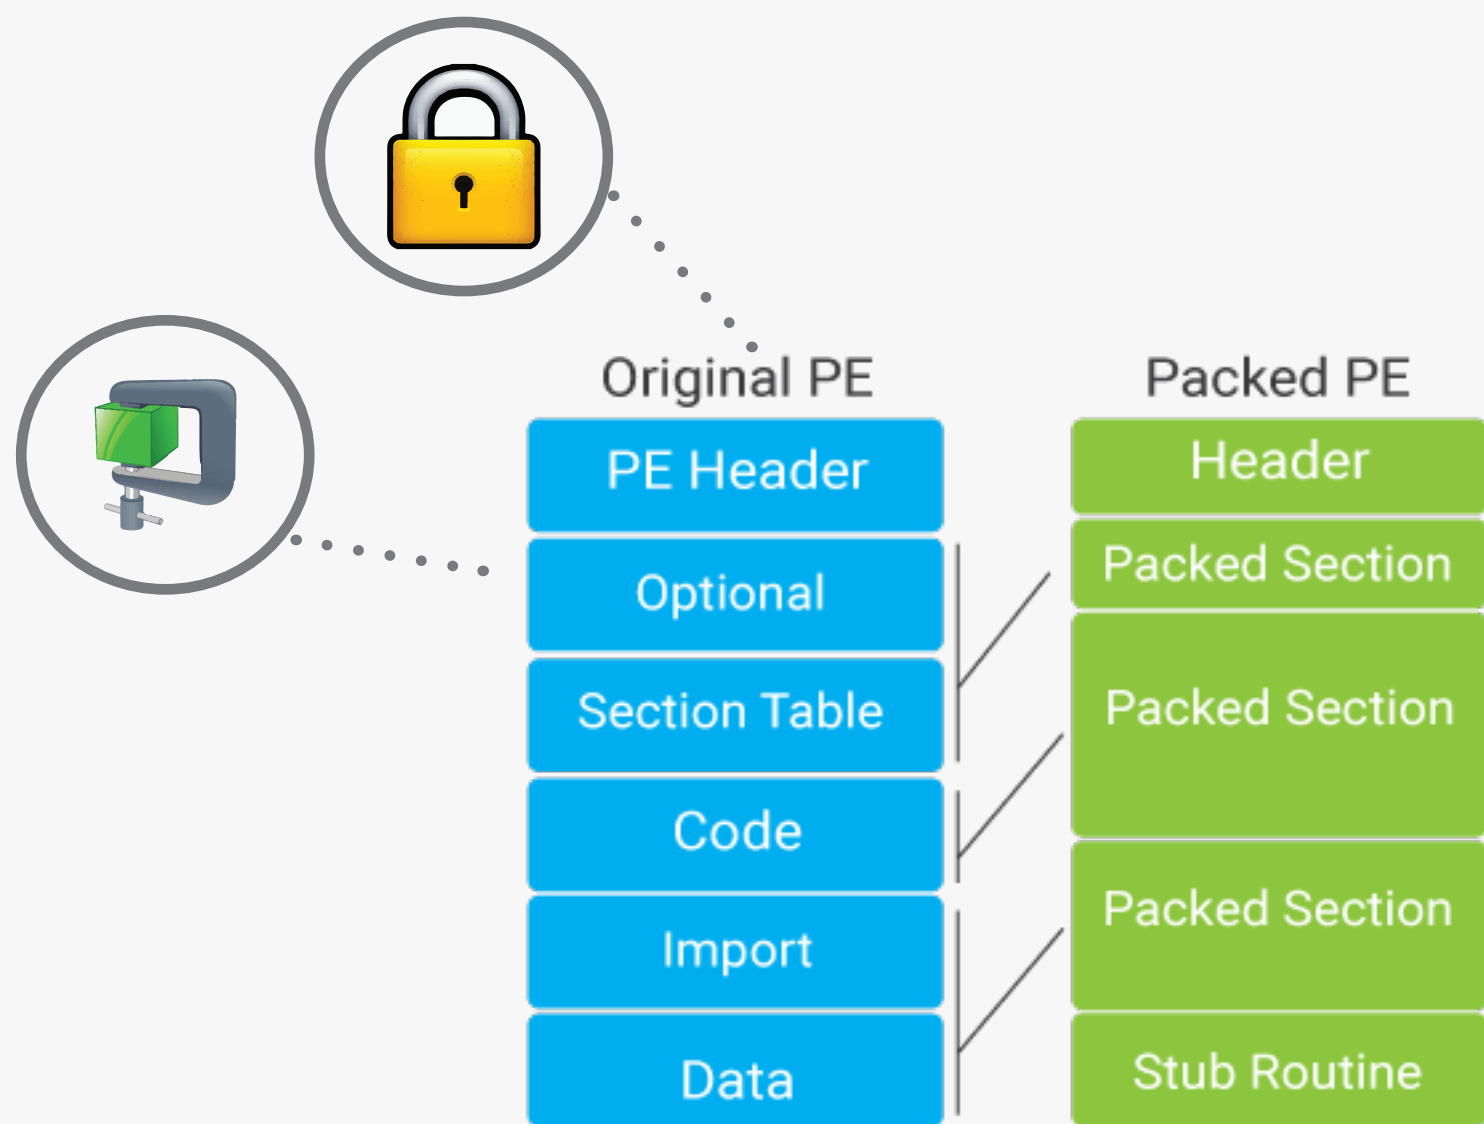 Original PE
PE Header
Optional
Section Table
Code
Import
Data
Packed PE
Header
Packed Section
Packed Section
Packed Section
Stub Routine